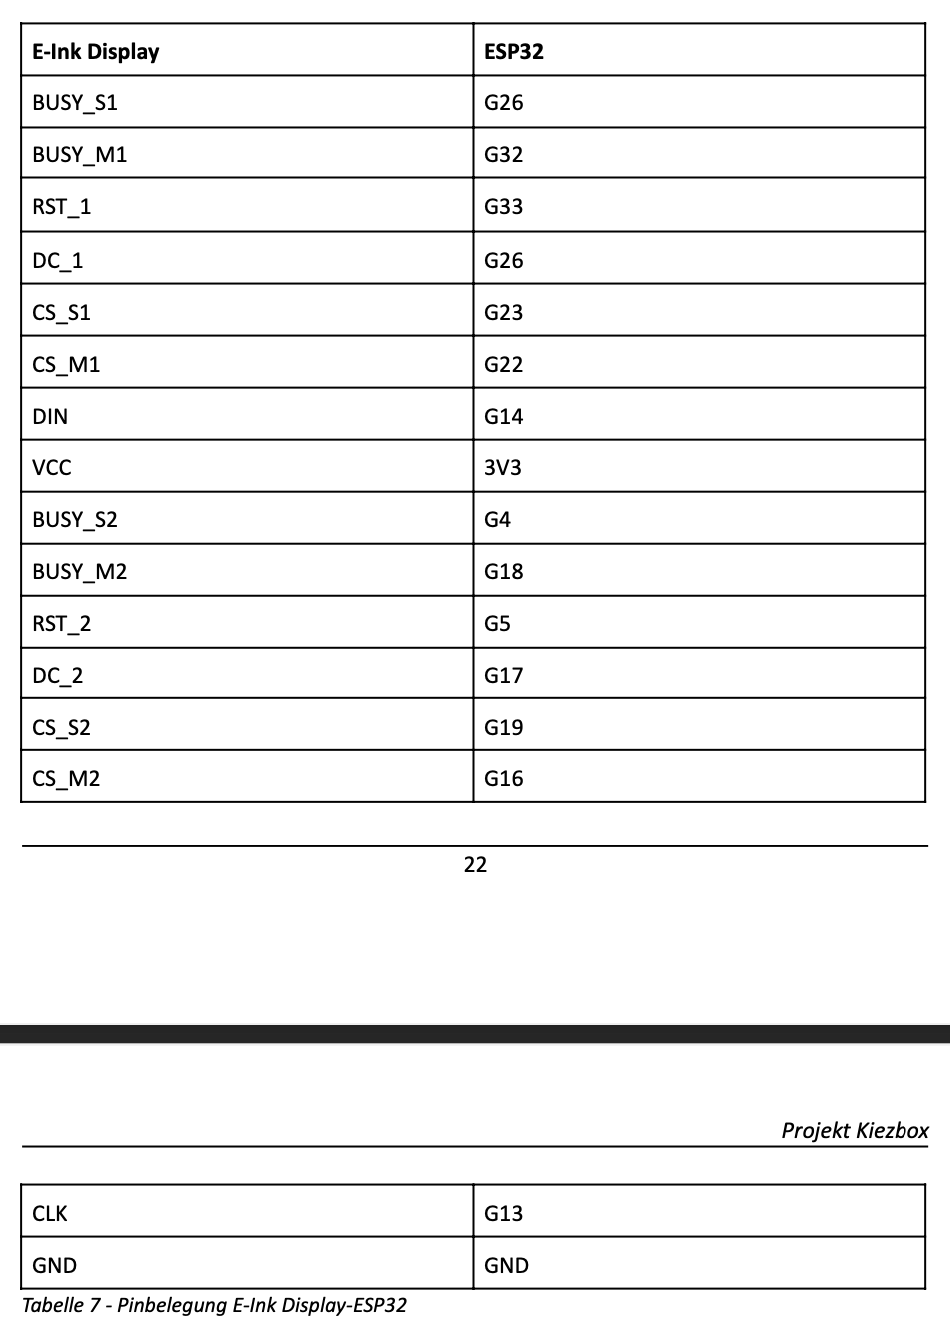 E-Ink Display ESP32
BUSY_S1 G26
BUSY_M1 G32
RST_1 G33
DC_1 G26
CS_S1 G23
CS_M1 G22
DIN G14
VCC 3V3
BUSY_S2 G4
BUSY_M2 G18
RST_2 G5
DC_2 G17
CS_S2 G19
CS_M2 G16
22
Projekt Kiezbox
CLK G13
GND GND
Tabelle 7 - Pinbelegung E-Ink Display-ESP32